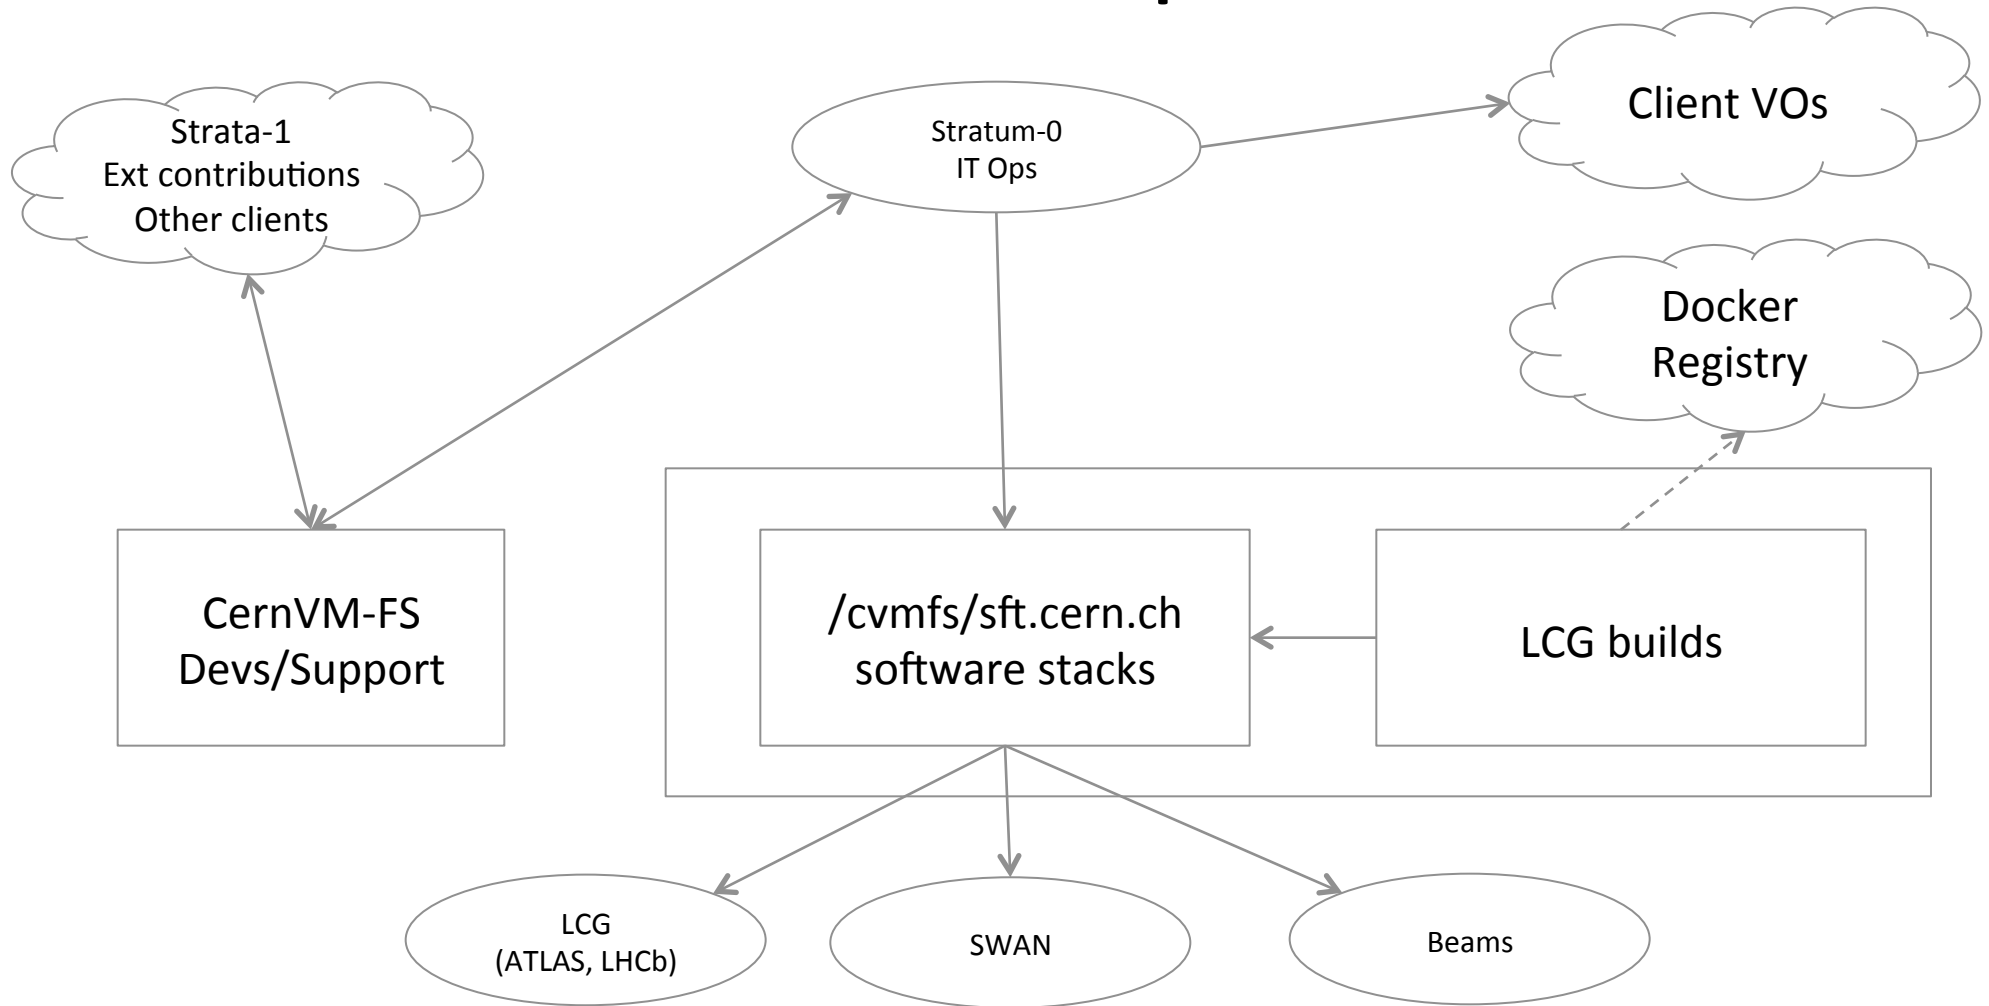 Strata-1
Ext contributions
Other clients
Stratum-0
IT Ops
Client VOs
Docker
Registry
CernVM-FS
Devs/Support
/cvmfs/sft.cern.ch
software stacks
LCG builds
LCG
(ATLAS, LHCb)
SWAN
Beams